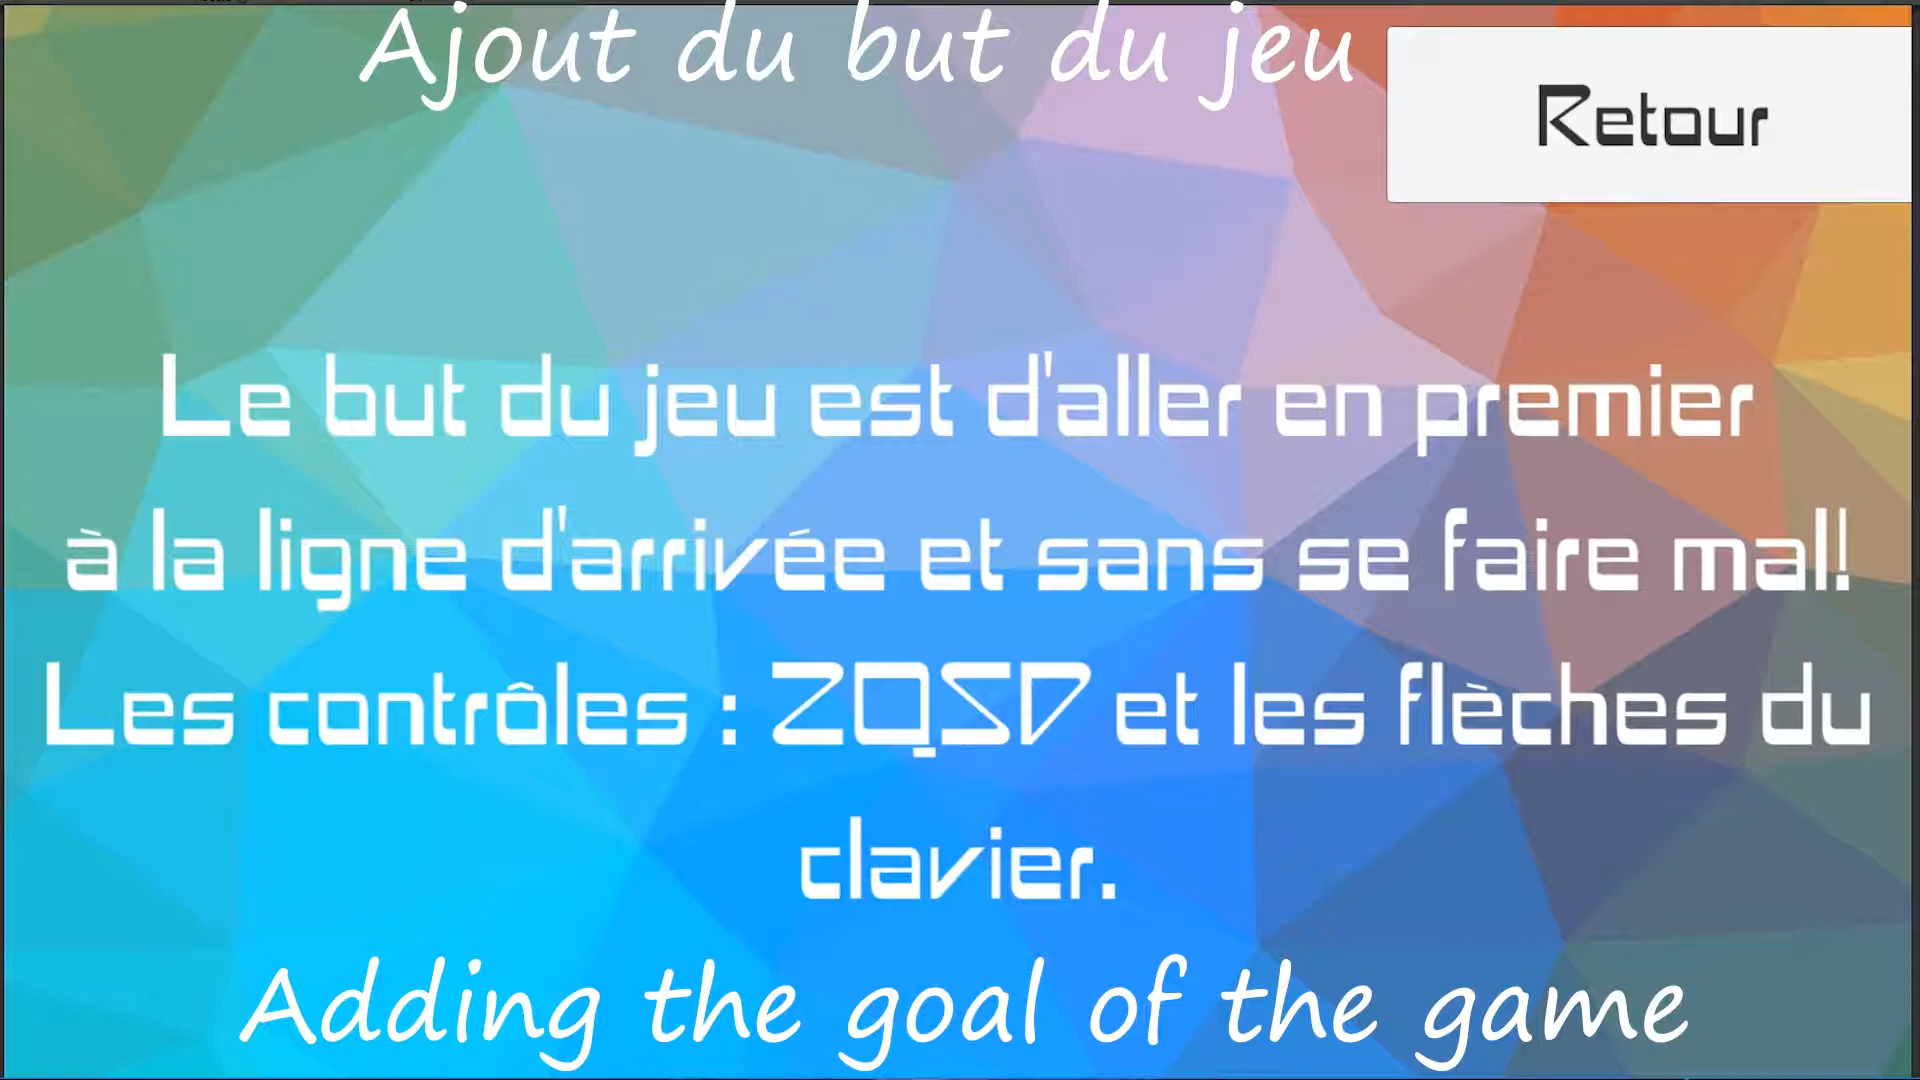 Ajout du but du jeu
Retour
Le but du jeu est d'aller en premier
à la ligne d'arrivée et sans se faire mal!
Les contrôles : ZQSD et les flèches du
clavier.
Adding the goal of the game